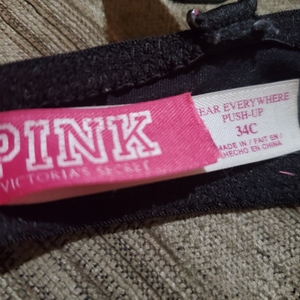 PINK
VICTORIA'S SECRET
EAR EVERYWHERE
PUSH-UP
34C
MADE IN / FAIT EN /
HECHO EN CHINA